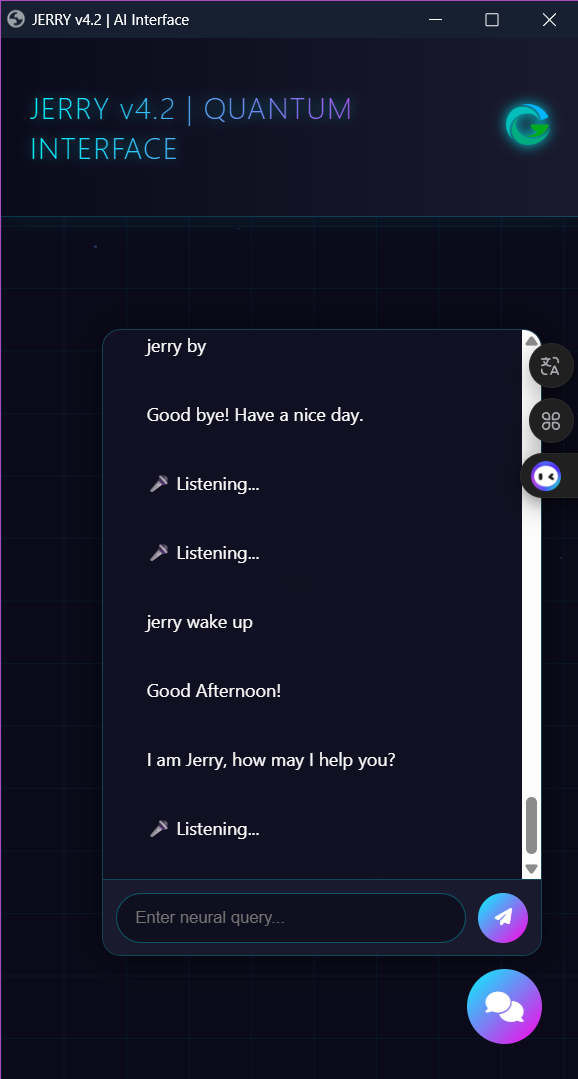 JERRY v4.2 | AI Interface
JERRY v4.2 | QUANTUM
INTERFACE
jerry by
Good bye! Have a nice day.
🎤 Listening...
🎤 Listening...
jerry wake up
Good Afternoon!
I am Jerry, how may I help you?
🎤 Listening...
Enter neural query...